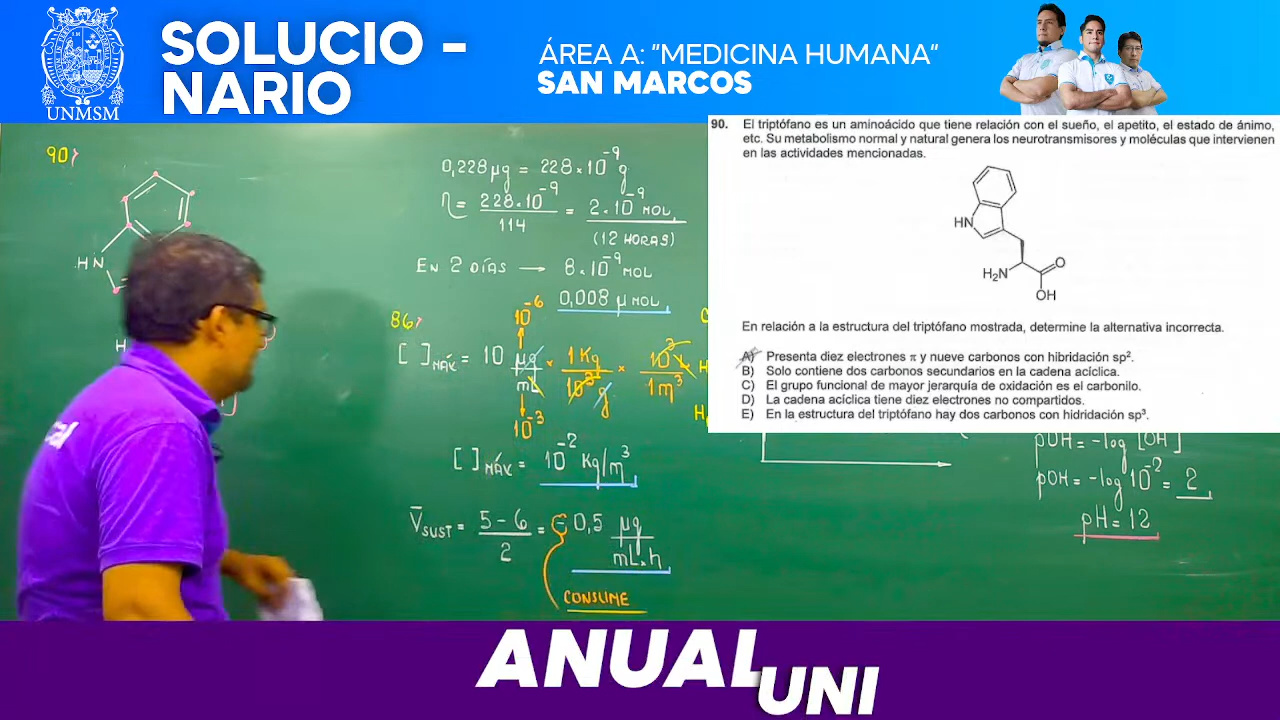 UNMSM
SOLUCIO -
NARIO
ÁREA A: "MEDICINA HUMANA"
SAN MARCOS
90.
El triptófano es un aminoácido que tiene relación con el sueño, el apetito, el estado de ánimo,
etc. Su metabolismo normal y natural genera los neurotransmisores y moléculas que intervienen
en las actividades mencionadas.
HN
H₂N
O
OH
En relación a la estructura del triptófano mostrada, determine la alternativa incorrecta.
A) Presenta diez electrones π y nueve carbonos con hibridación sp².
B) Solo contiene dos carbonos secundarios en la cadena acíclica.
C) El grupo funcional de mayor jerarquía de oxidación es el carbonilo.
D) La cadena acíclica tiene diez electrones no compartidos.
E) En la estructura del triptófano hay dos carbonos con hidridación sp³.
90)
HN
H
0,228 µg = 228×10⁻⁹ g
η = 228×10⁻⁹ / 114 = 2×10⁻⁹ MOL
(12 HORAS)
EN 2 DÍAS → 8×10⁻⁹ MOL
0,008 µ MOL
86)
10⁻⁶
[ ]MÁX = 10 µg/mL × 1 Kg/10³ g × 10³ L/1 m³
10⁻³
[ ]MÁX = 10⁻² Kg/m³
V̄SUST = 5 - 6 / 2 = - 0,5 µg / mL×h
CONSUME
pOH = -log [OH⁻]
pOH = -log 10⁻² = 2
pH = 12
ANUAL
UNI